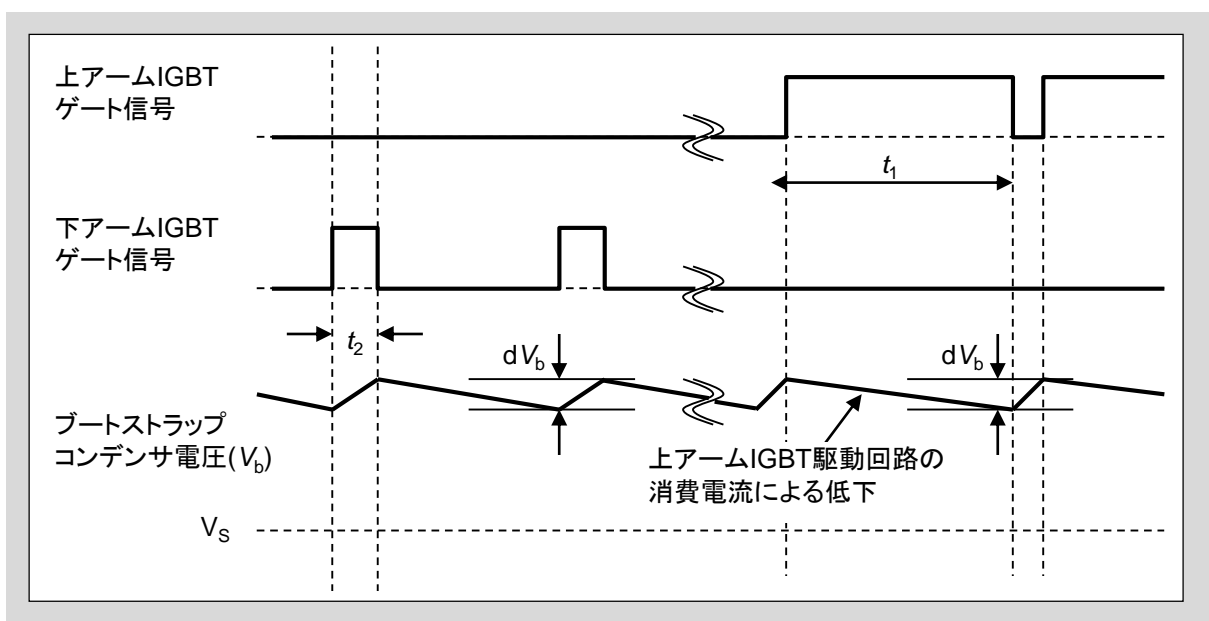 上アームIGBT
ゲート信号
t1
下アームIGBT
ゲート信号
t2
dVb
dVb
ブートストラップ
コンデンサ電圧(Vb)
上アームIGBT駆動回路の
消費電流による低下
VS